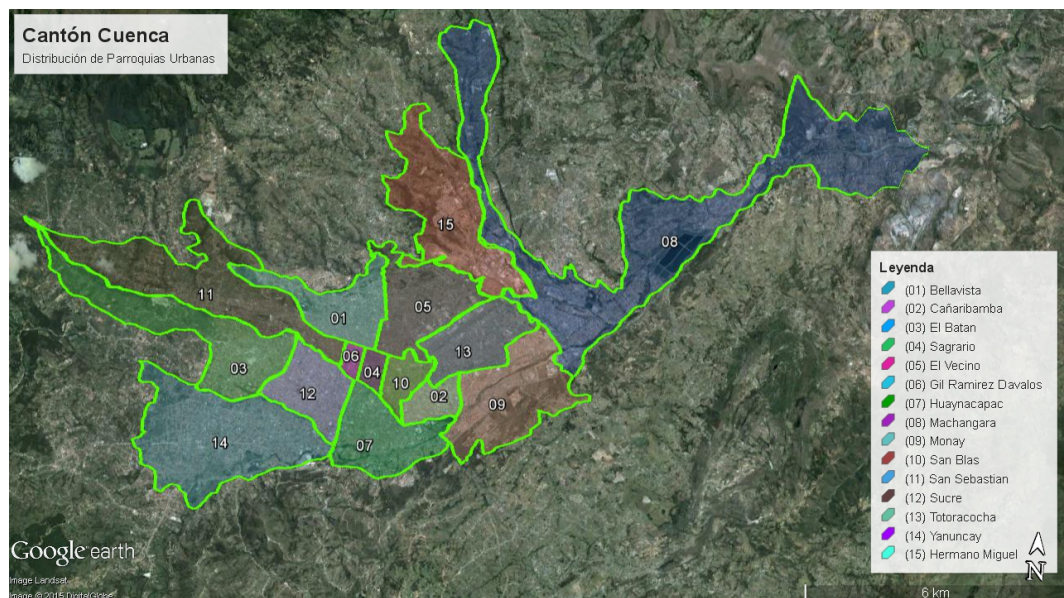 Cantón Cuenca
Distribución de Parroquias Urbanas
15
08
11
05
01
13
06
04
03
10
12
02
09
14
07
Leyenda
(01) Bellavista
(02) Cañaribamba
(03) El Batan
(04) Sagrario
(05) El Vecino
(06) Gil Ramirez Davalos
(07) Huaynacapac
(08) Machangara
(09) Monay
(10) San Blas
(11) San Sebastian
(12) Sucre
(13) Totoracocha
(14) Yanuncay
(15) Hermano Miguel
N
Google earth
Image Landsat
Image © 2015 DigitalGlobe
6 km